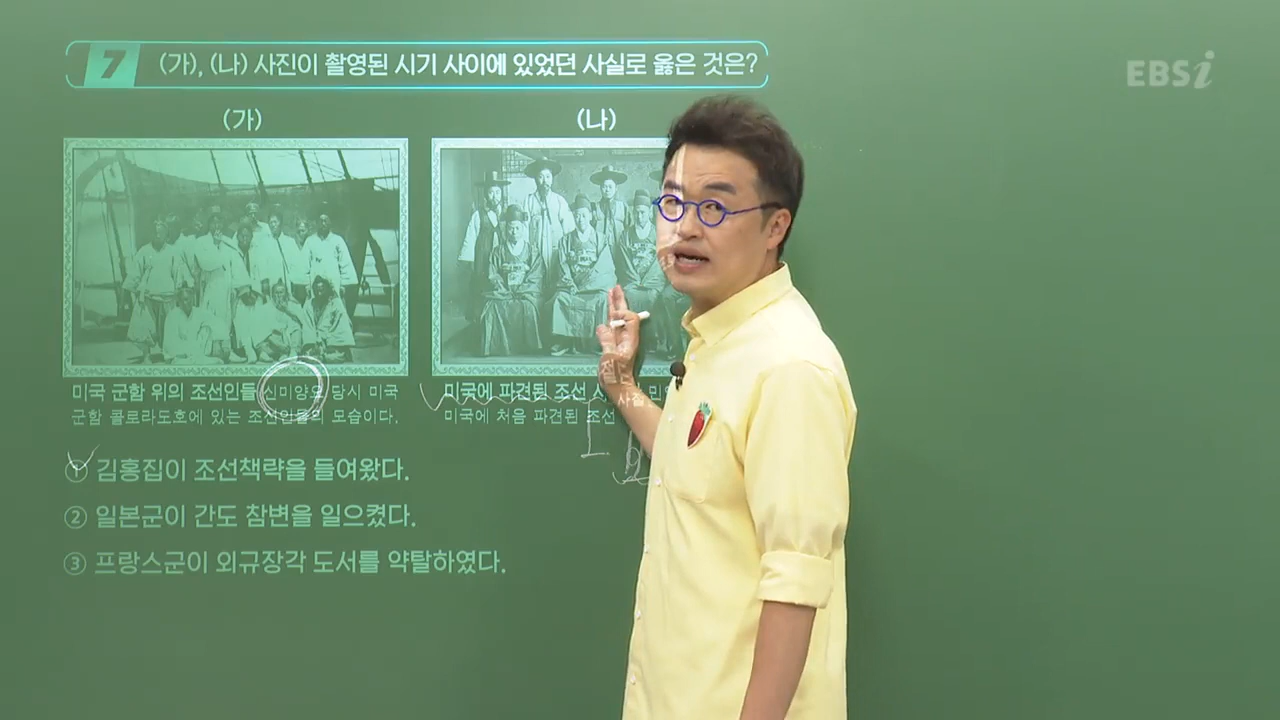 7 (가), (나) 사진이 촬영된 시기 사이에 있었던 사실로 옳은 것은?
EBSi
(가)
(나)
미국 군함 위의 조선인들 신미양요 당시 미국
군함 콜로라도호에 있는 조선인들의 모습이다.
미국에 파견된 조선
미국에 처음 파견된 조선 사절
① 김홍집이 조선책략을 들여왔다.
② 일본군이 간도 참변을 일으켰다.
③ 프랑스군이 외규장각 도서를 약탈하였다.